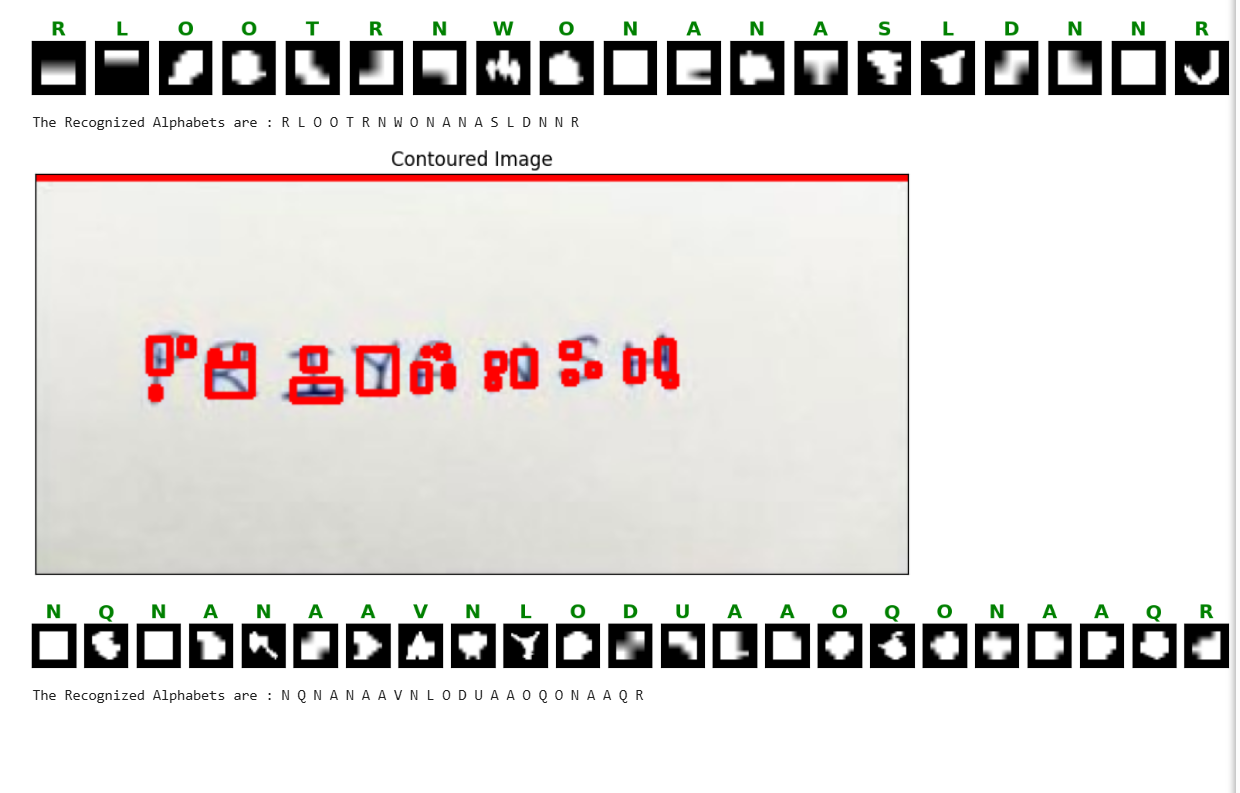 R L O O T R N W O N A N A S L D N N R
The Recognized Alphabets are : R L O O T R N W O N A N A S L D N N R
Contoured Image
N Q N A N A A V N L O D U A A O Q O N A A Q R
The Recognized Alphabets are : N Q N A N A A V N L O D U A A O Q O N A A Q R